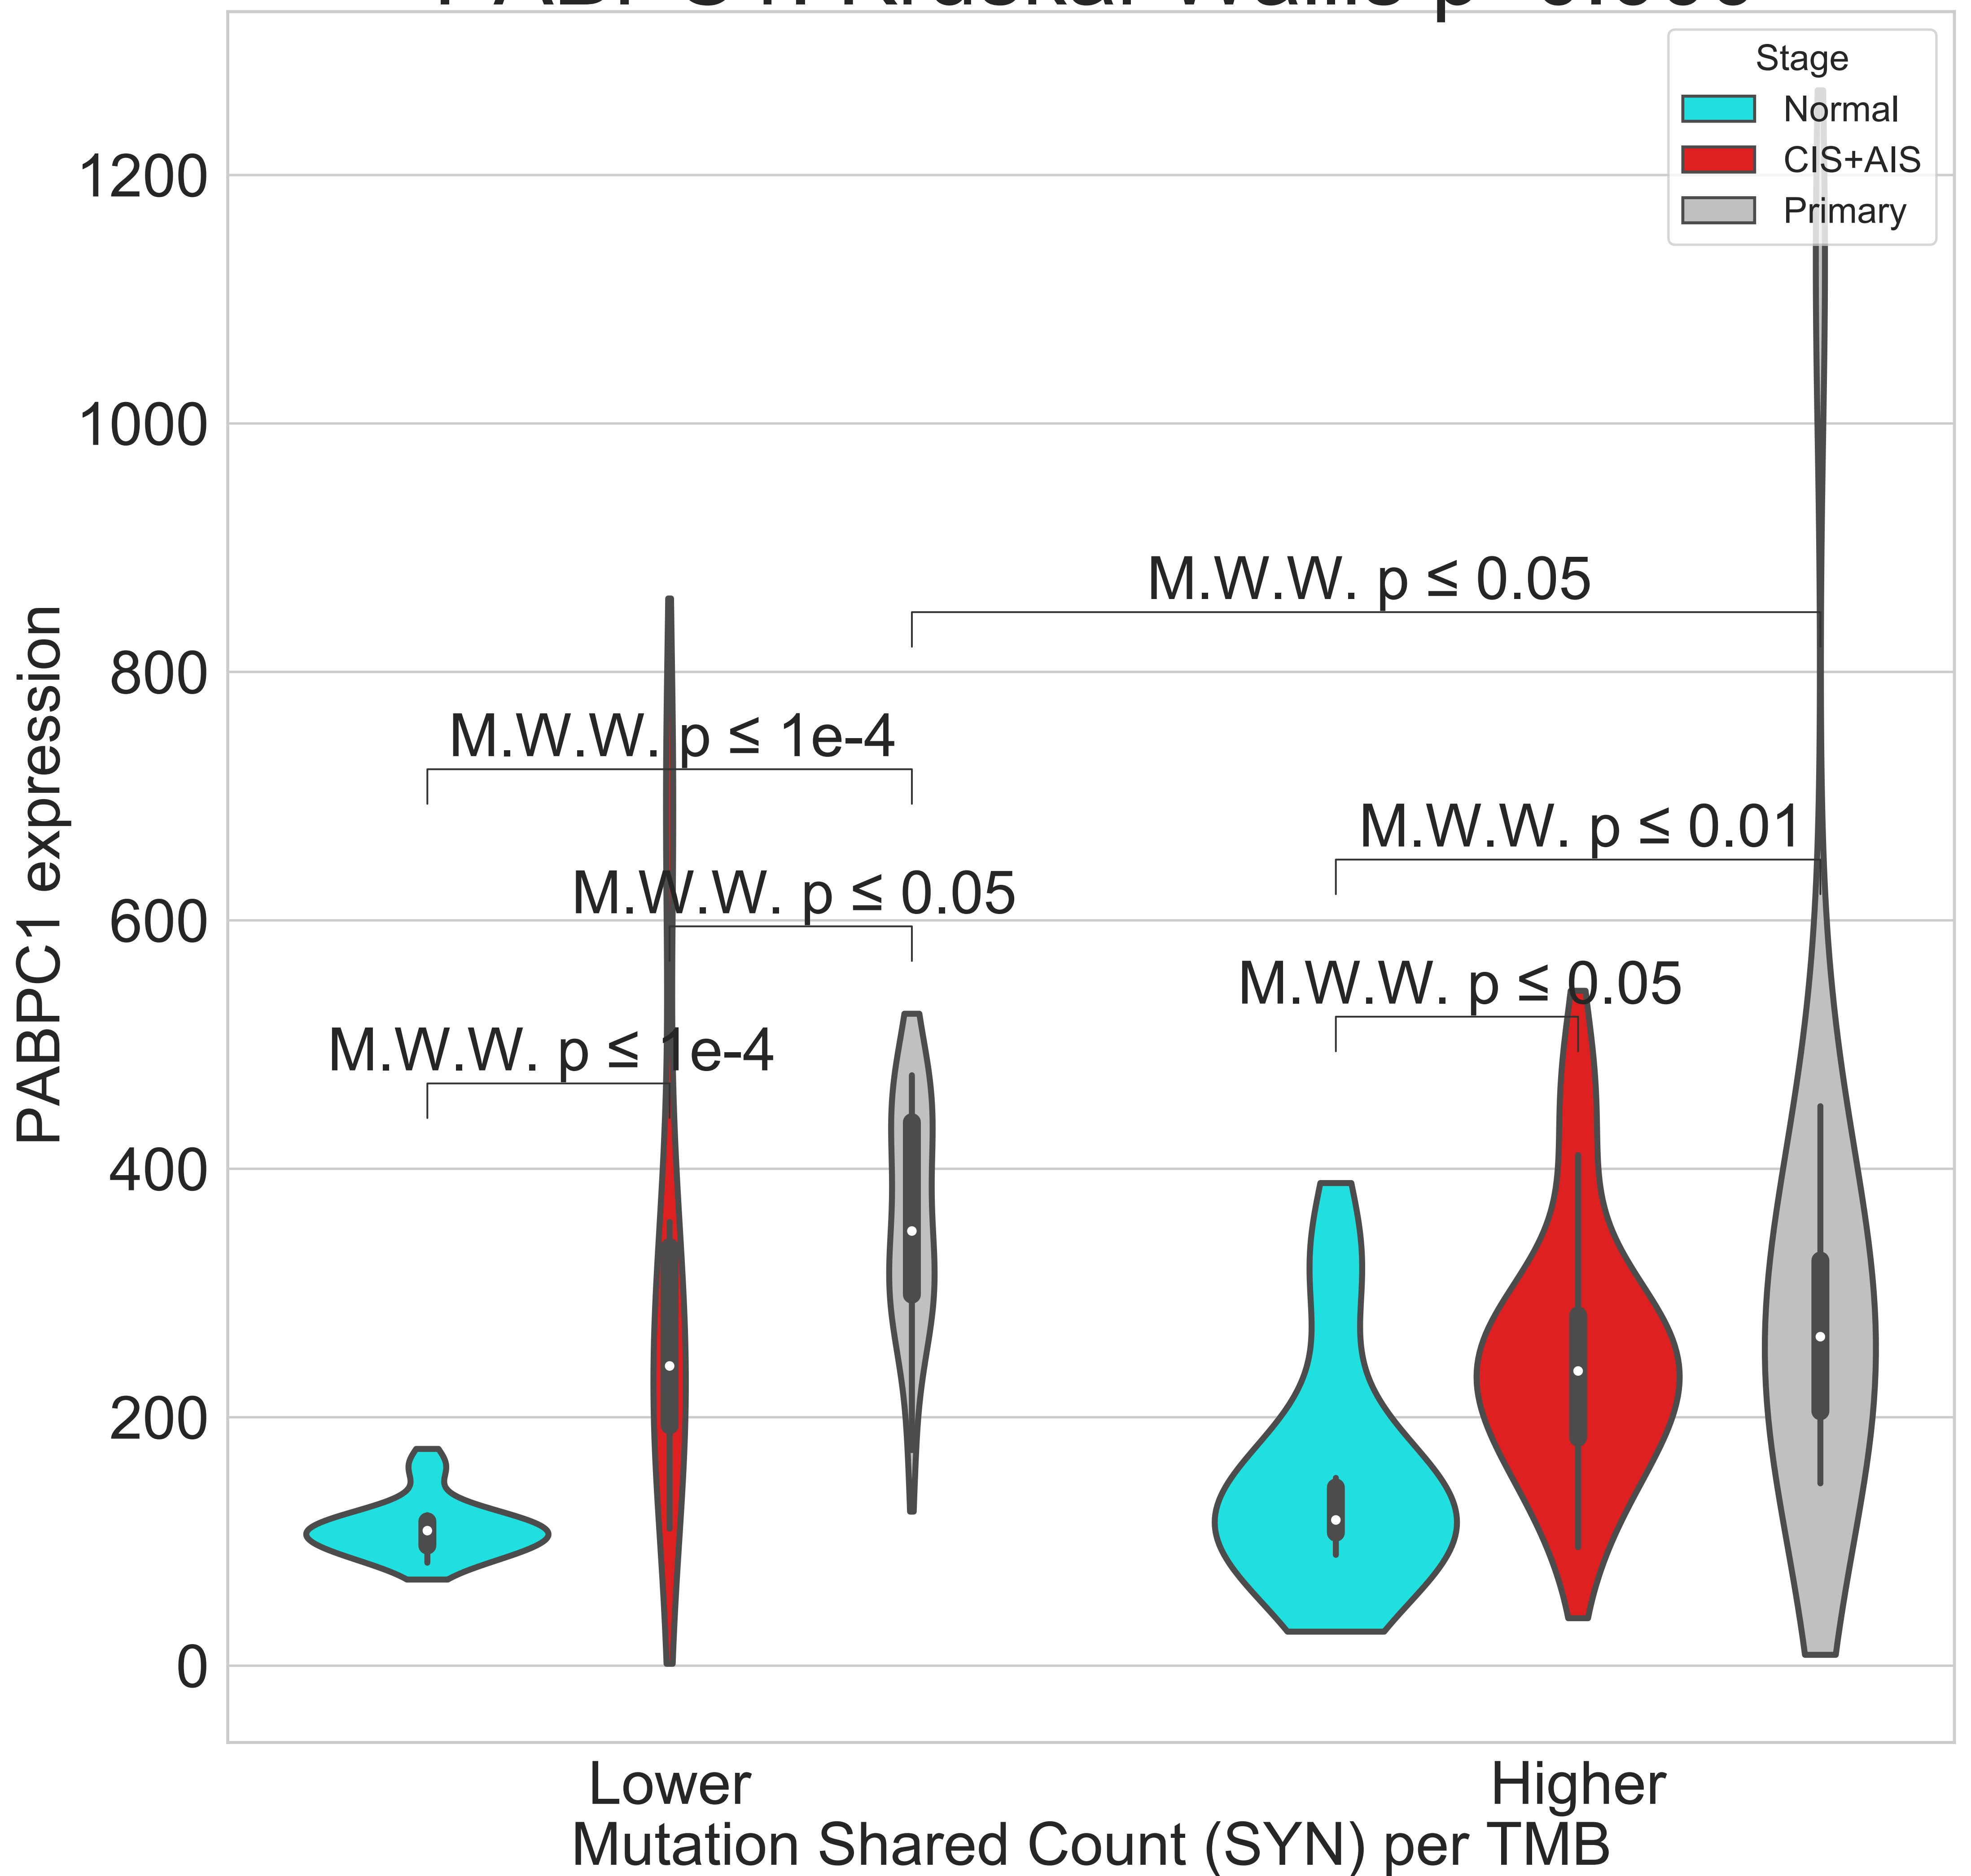 Stage
Normal
CIS+AIS
Primary
1200
1000
800
600
400
200
0
PABPC1 expression
M.W.W. p ≤ 0.05
M.W.W. p ≤ 1e-4
M.W.W. p ≤ 0.01
M.W.W. p ≤ 0.05
M.W.W. p ≤ 0.05
M.W.W. p ≤ 1e-4
Lower
Higher
Mutation Shared Count (SYN) per TMB